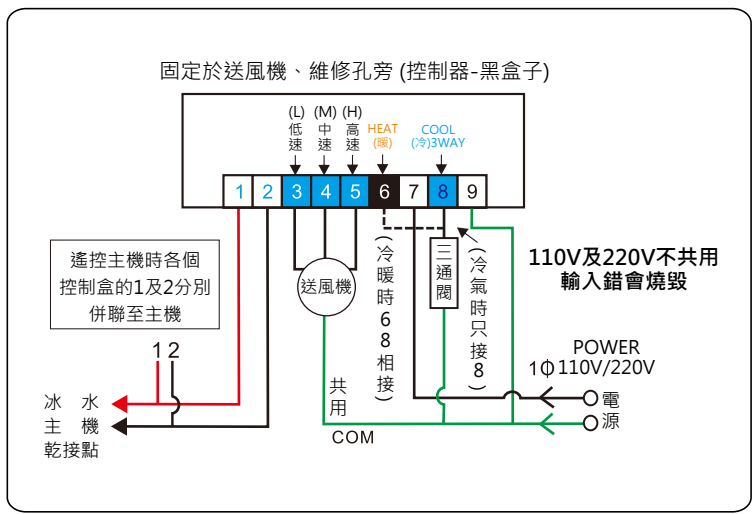 固定於送風機、維修孔旁 (控制器-黑盒子)
(L) (M) (H)
低速 中速 高速 HEAT (暖) COOL (冷)3WAY
1 2 3 4 5 6 7 8 9
遙控主機時各個
控制盒的1及2分別
併聯至主機
送風機
(冷暖時68相接)
三通閥
(冷氣時只接8)
110V及220V不共用
輸入錯會燒毀
1 2
POWER
1ϕ110V/220V
電
源
冰水
主機
乾接點
共用
COM